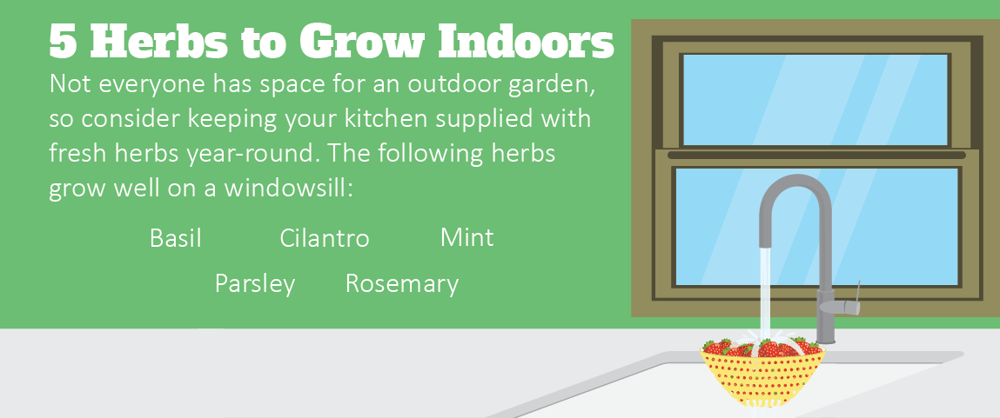 5 Herbs to Grow Indoors
Not everyone has space for an outdoor garden,
so consider keeping your kitchen supplied with
fresh herbs year-round. The following herbs
grow well on a windowsill:
Basil Cilantro Mint
Parsley Rosemary